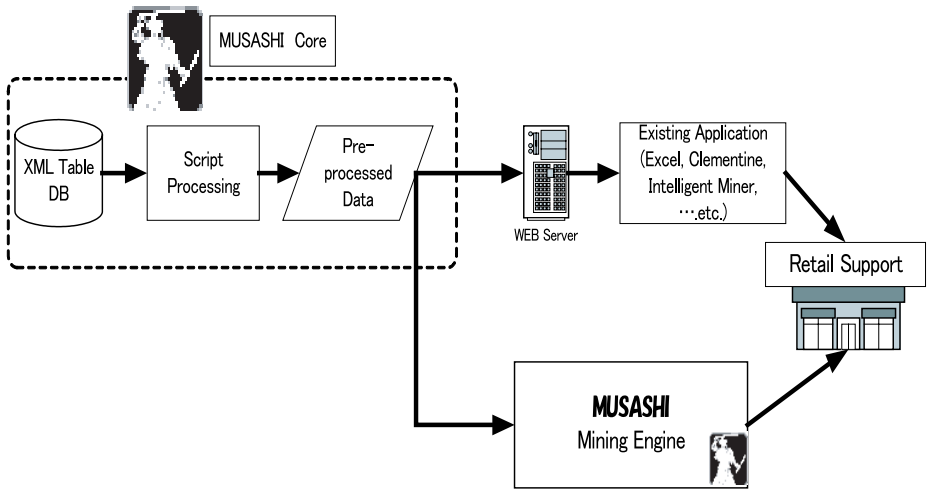 MUSASHI Core
XML Table
DB
Script
Processing
Pre-
processed
Data
WEB Server
Existing Application
(Excel, Clementine,
Intelligent Miner,
….etc.)
Retail Support
MUSASHI
Mining Engine